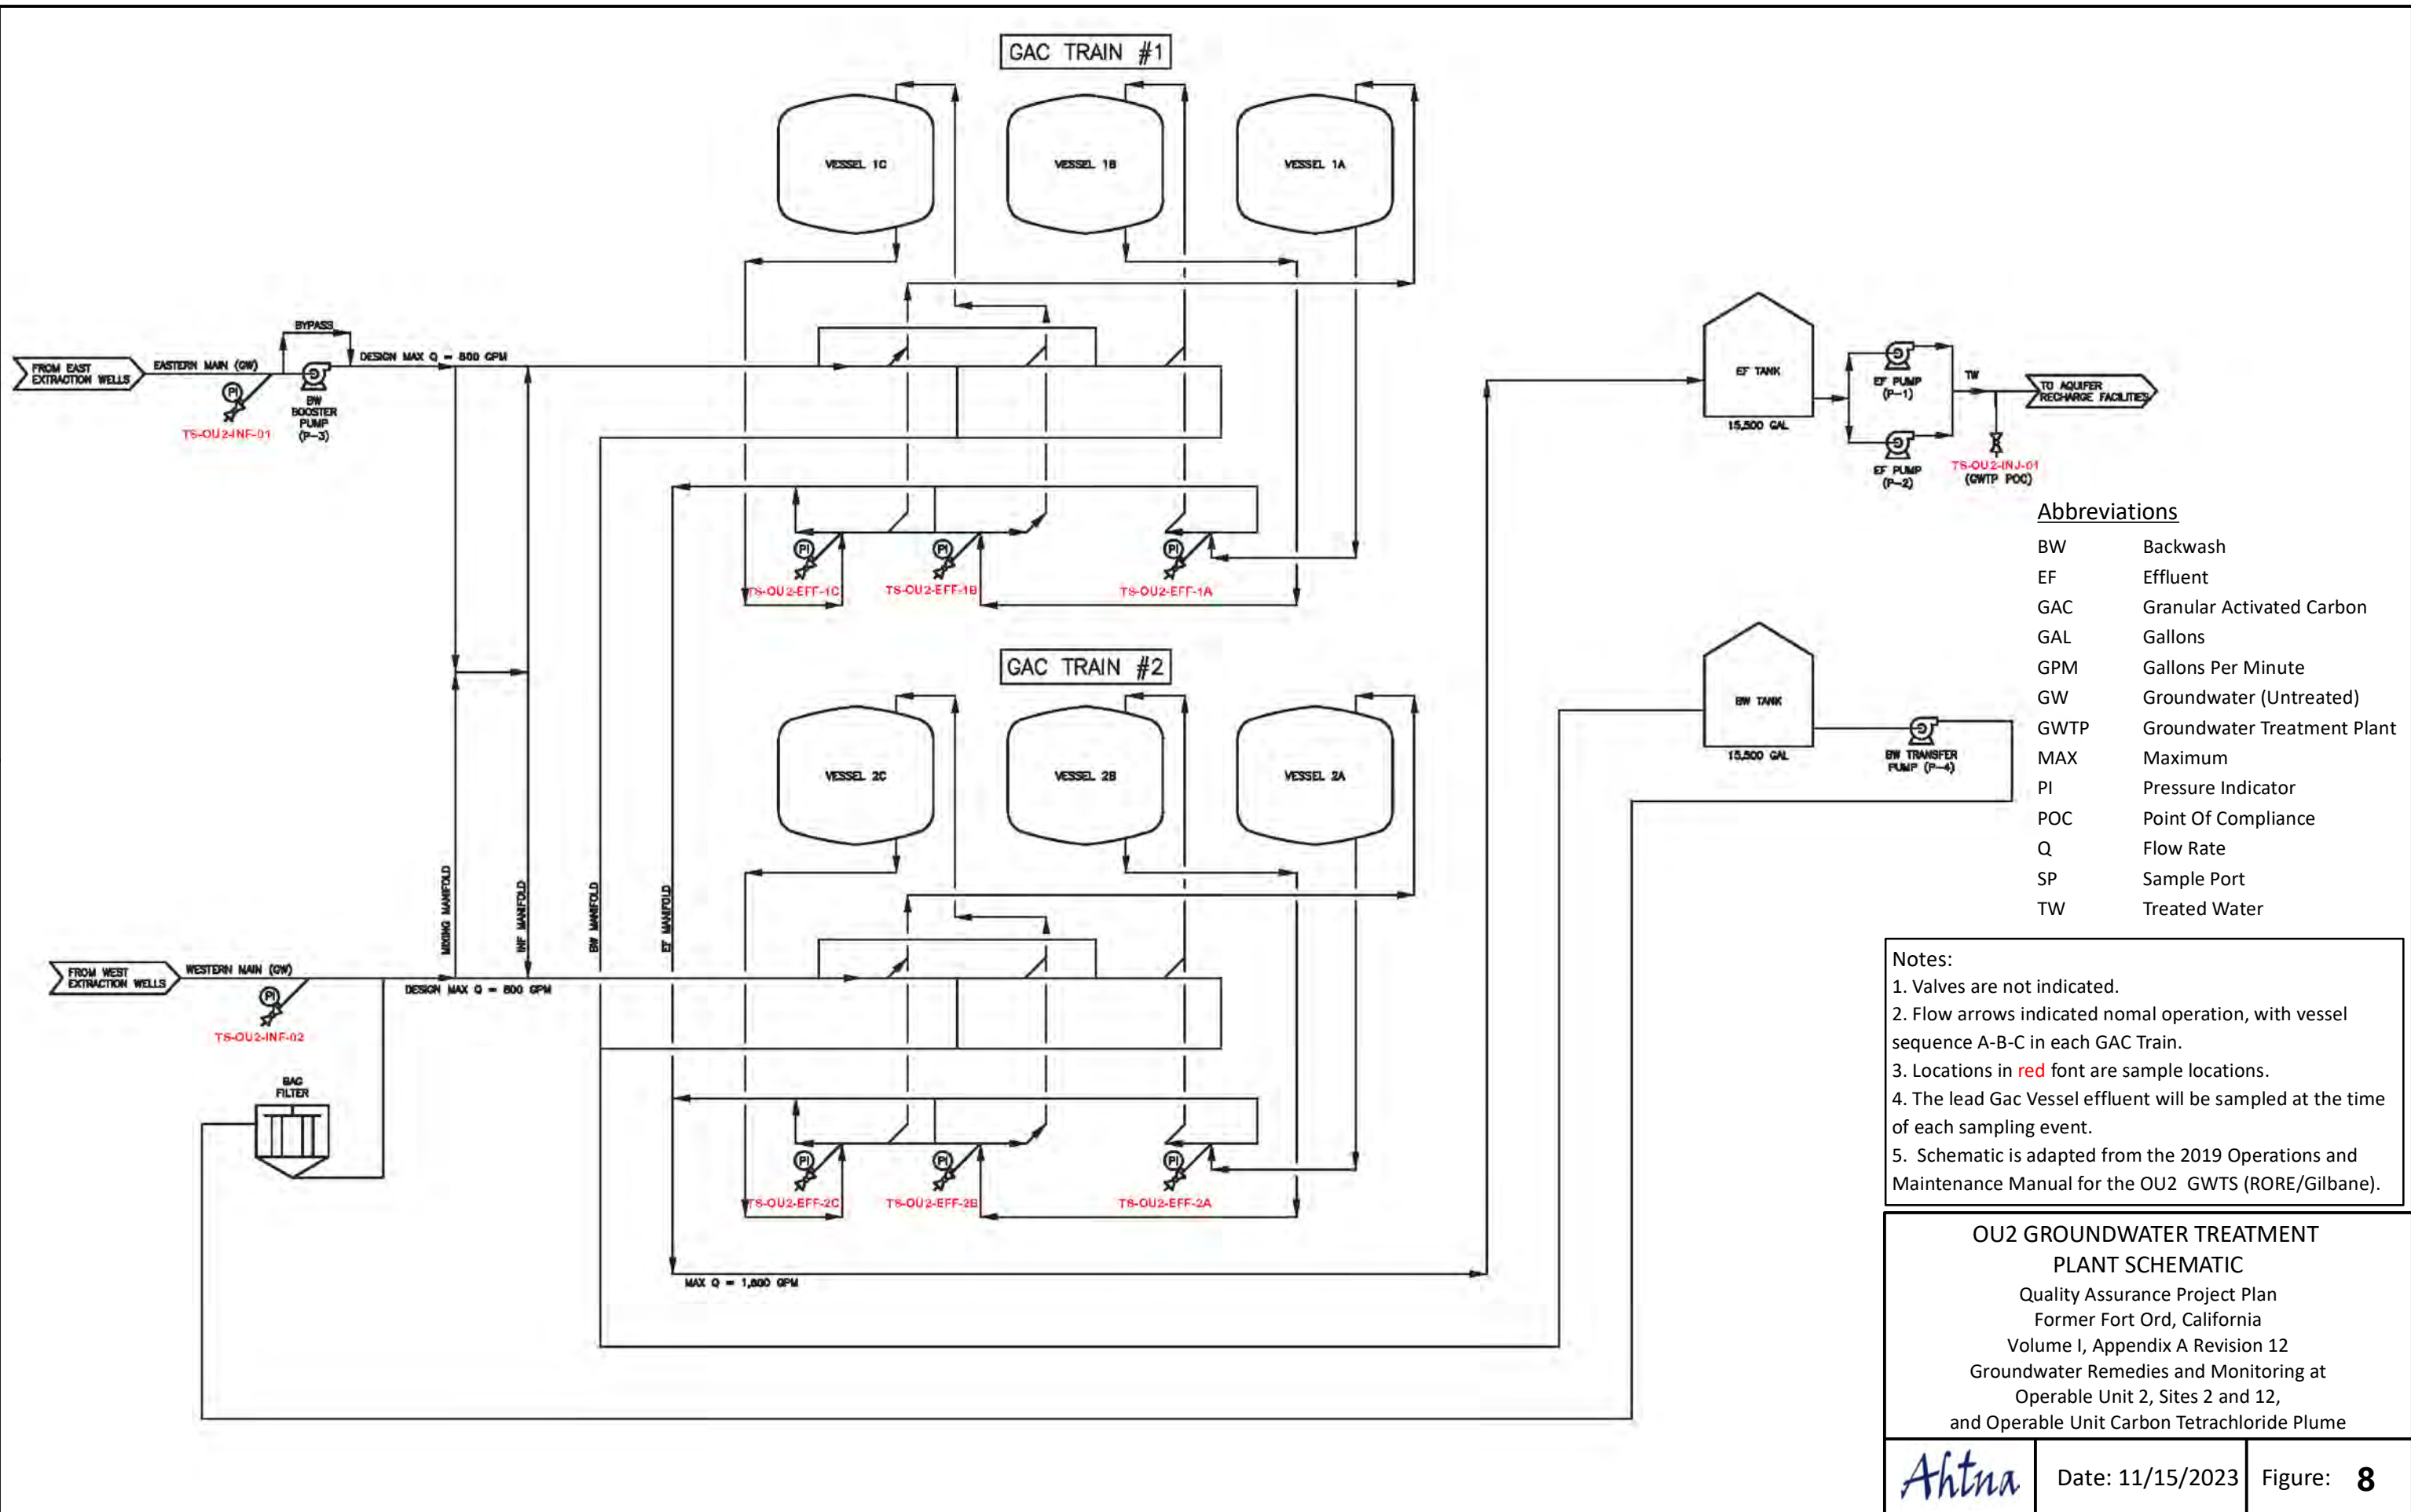 GAC TRAIN #1
VESSEL 1C
VESSEL 1B
VESSEL 1A
FROM EAST
EXTRACTION WELLS
EASTERN MAIN (GW)
BYPASS
DESIGN MAX Q = 800 GPM
PI
BW
BOOSTER
PUMP
(P-3)
TS-OU2-INF-01
PI
PI
PI
TS-OU2-EFF-1C
TS-OU2-EFF-1B
TS-OU2-EFF-1A
EF TANK
15,500 GAL
EF PUMP
(P-1)
EF PUMP
(P-2)
TW
TO AQUIFER
RECHARGE FACILITIES
TS-OU2-INJ-01
(GWTP POC)
GAC TRAIN #2
VESSEL 2C
VESSEL 2B
VESSEL 2A
MIXING MANIFOLD
INF MANIFOLD
BW MANIFOLD
EF MANIFOLD
FROM WEST
EXTRACTION WELLS
WESTERN MAIN (GW)
DESIGN MAX Q = 800 GPM
PI
TS-OU2-INF-02
BAG
FILTER
PI
PI
PI
TS-OU2-EFF-2C
TS-OU2-EFF-2B
TS-OU2-EFF-2A
MAX Q = 1,600 GPM
BW TANK
15,500 GAL
BW TRANSFER
PUMP (P-4)
Abbreviations
BW Backwash
EF Effluent
GAC Granular Activated Carbon
GAL Gallons
GPM Gallons Per Minute
GW Groundwater (Untreated)
GWTP Groundwater Treatment Plant
MAX Maximum
PI Pressure Indicator
POC Point Of Compliance
Q Flow Rate
SP Sample Port
TW Treated Water
Notes:
1. Valves are not indicated.
2. Flow arrows indicated nomal operation, with vessel
sequence A-B-C in each GAC Train.
3. Locations in red font are sample locations.
4. The lead Gac Vessel effluent will be sampled at the time
of each sampling event.
5. Schematic is adapted from the 2019 Operations and
Maintenance Manual for the OU2 GWTS (RORE/Gilbane).
OU2 GROUNDWATER TREATMENT
PLANT SCHEMATIC
Quality Assurance Project Plan
Former Fort Ord, California
Volume I, Appendix A Revision 12
Groundwater Remedies and Monitoring at
Operable Unit 2, Sites 2 and 12,
and Operable Unit Carbon Tetrachloride Plume
Ahtna
Date: 11/15/2023
Figure: 8